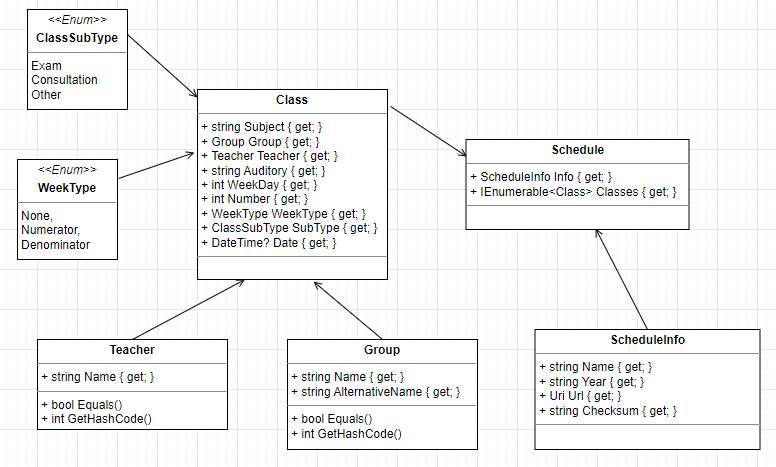 <<Enum>>
ClassSubType
Exam
Consultation
Other
<<Enum>>
WeekType
None,
Numerator,
Denominator
Class
+ string Subject { get; }
+ Group Group { get; }
+ Teacher Teacher { get; }
+ string Auditory { get; }
+ int WeekDay { get; }
+ int Number { get; }
+ WeekType WeekType { get; }
+ ClassSubType SubType { get; }
+ DateTime? Date { get; }
Schedule
+ ScheduleInfo Info { get; }
+ IEnumerable<Class> Classes { get; }
Teacher
+ string Name { get; }
+ bool Equals()
+ int GetHashCode()
Group
+ string Name { get; }
+ string AlternativeName { get; }
+ bool Equals()
+ int GetHashCode()
ScheduleInfo
+ string Name { get; }
+ string Year { get; }
+ Uri Url { get; }
+ string Checksum { get; }